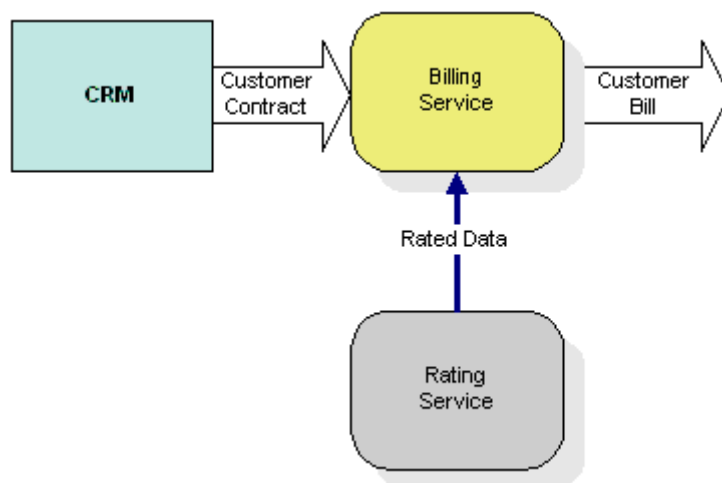 CRM
Customer
Contract
Billing
Service
Customer
Bill
Rated Data
Rating
Service